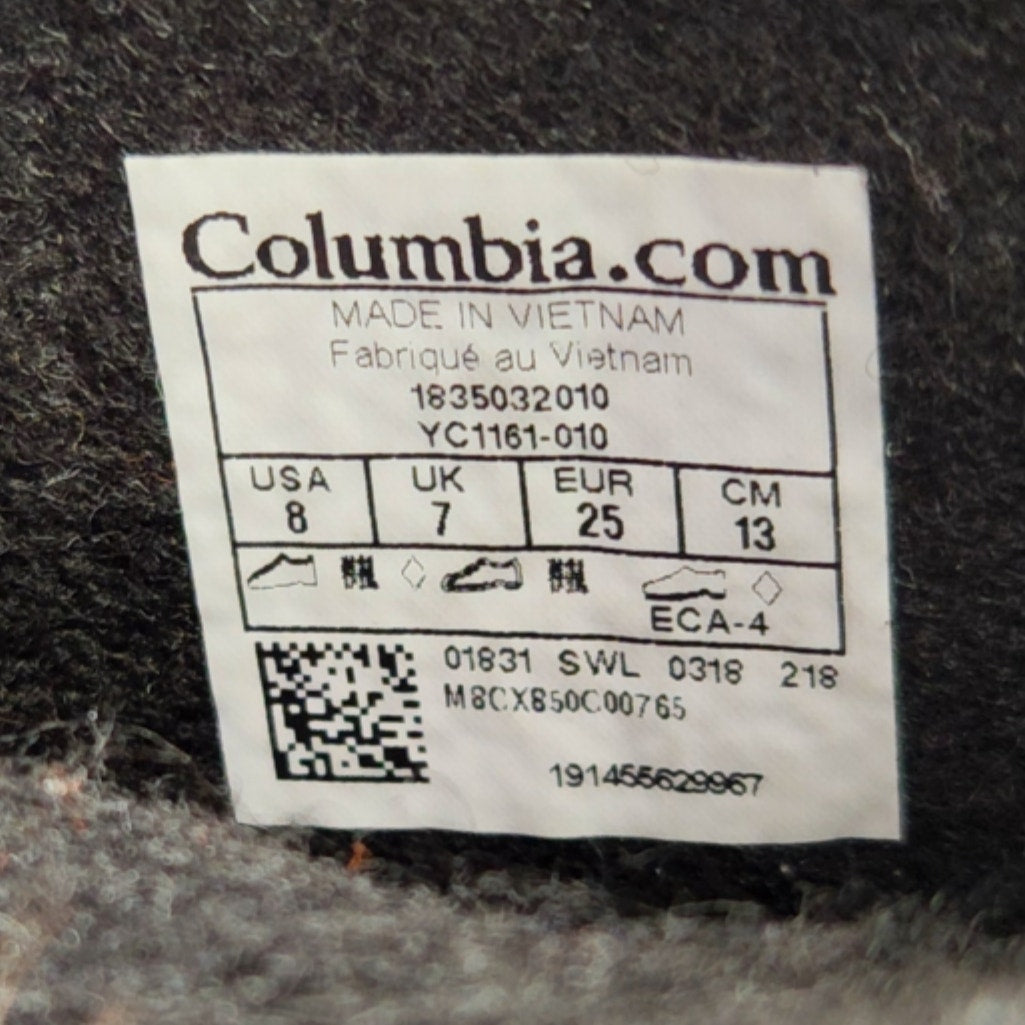 Columbia.com
MADE IN VIETNAM
Fabriqué au Vietnam
1835032010
YC1161-010
USA UK EUR CM
8 7 25 13
ECA-4
01831 SWL 0318 218
M8CX850C00765
191455629967